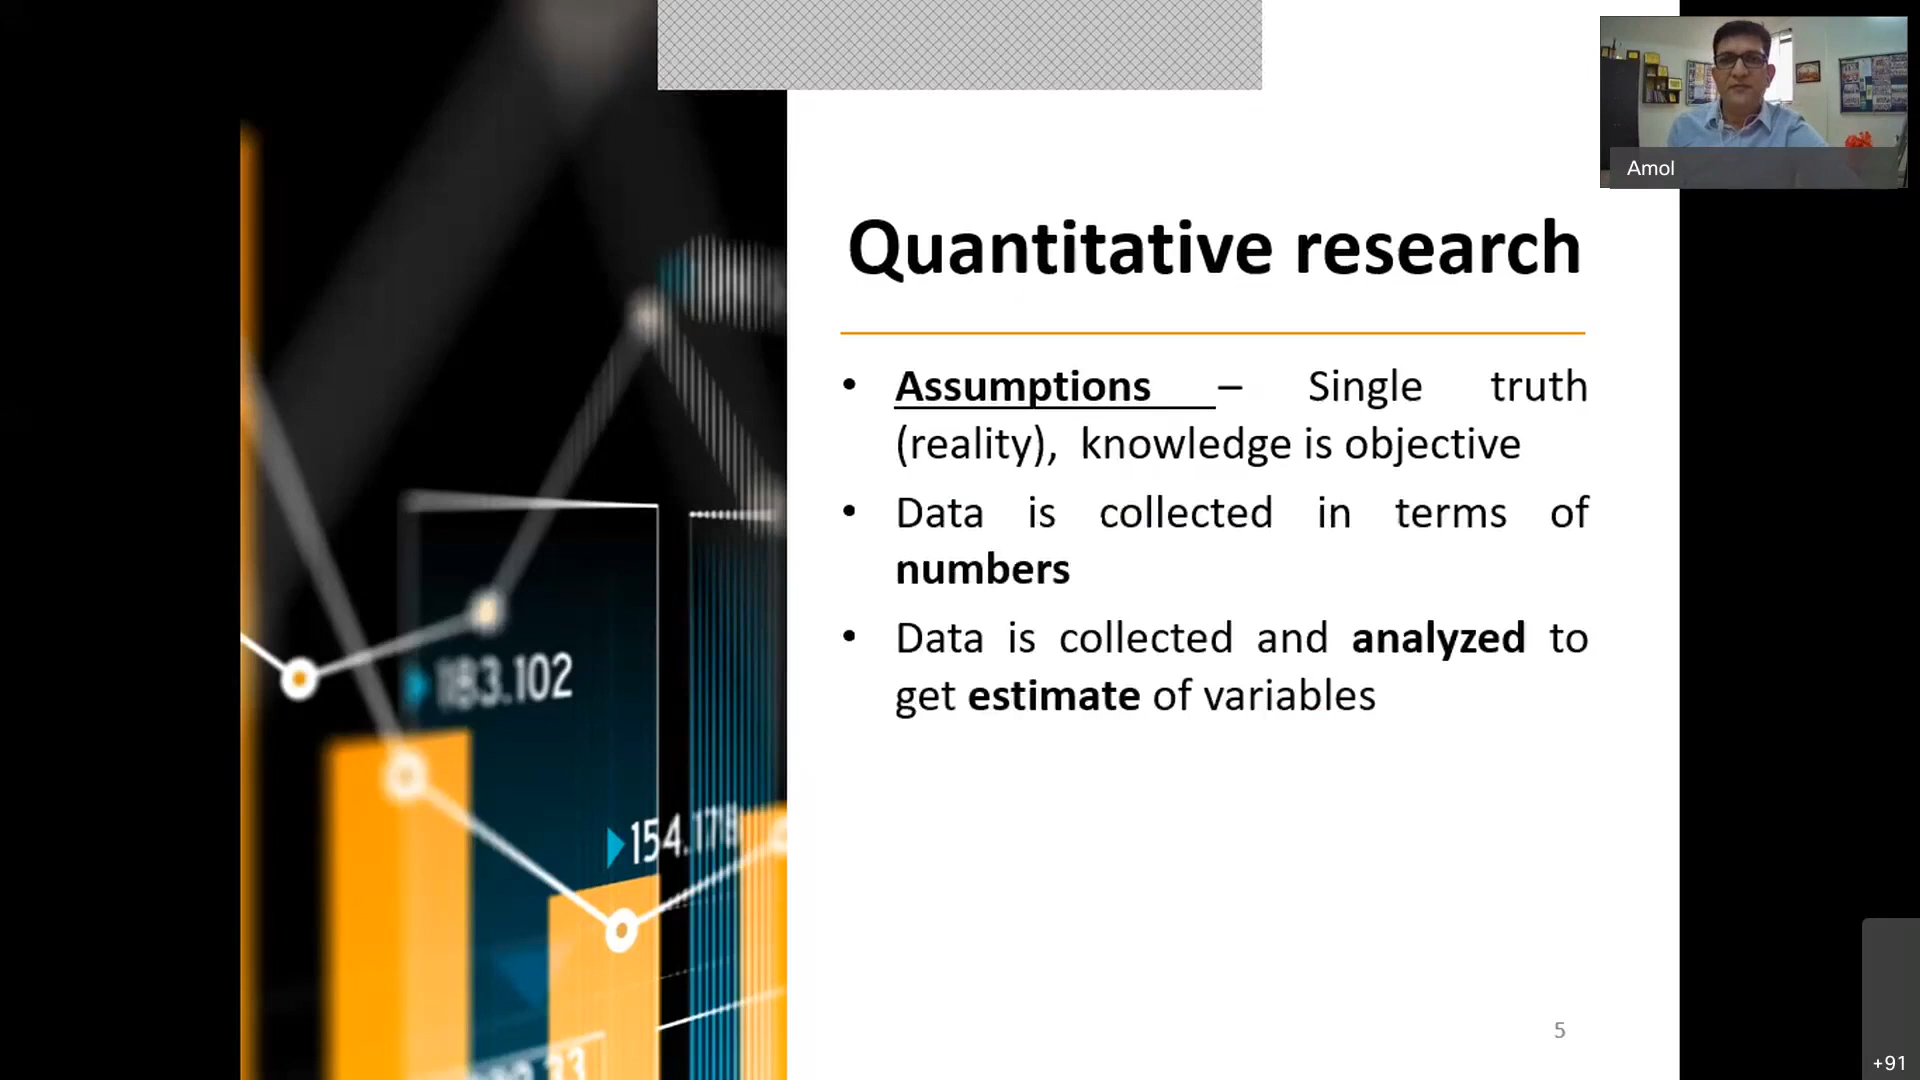 Amol
Quantitative research
• Assumptions – Single truth
(reality), knowledge is objective
• Data is collected in terms of
numbers
• Data is collected and analyzed to
get estimate of variables
183.102
154.178
5
+91